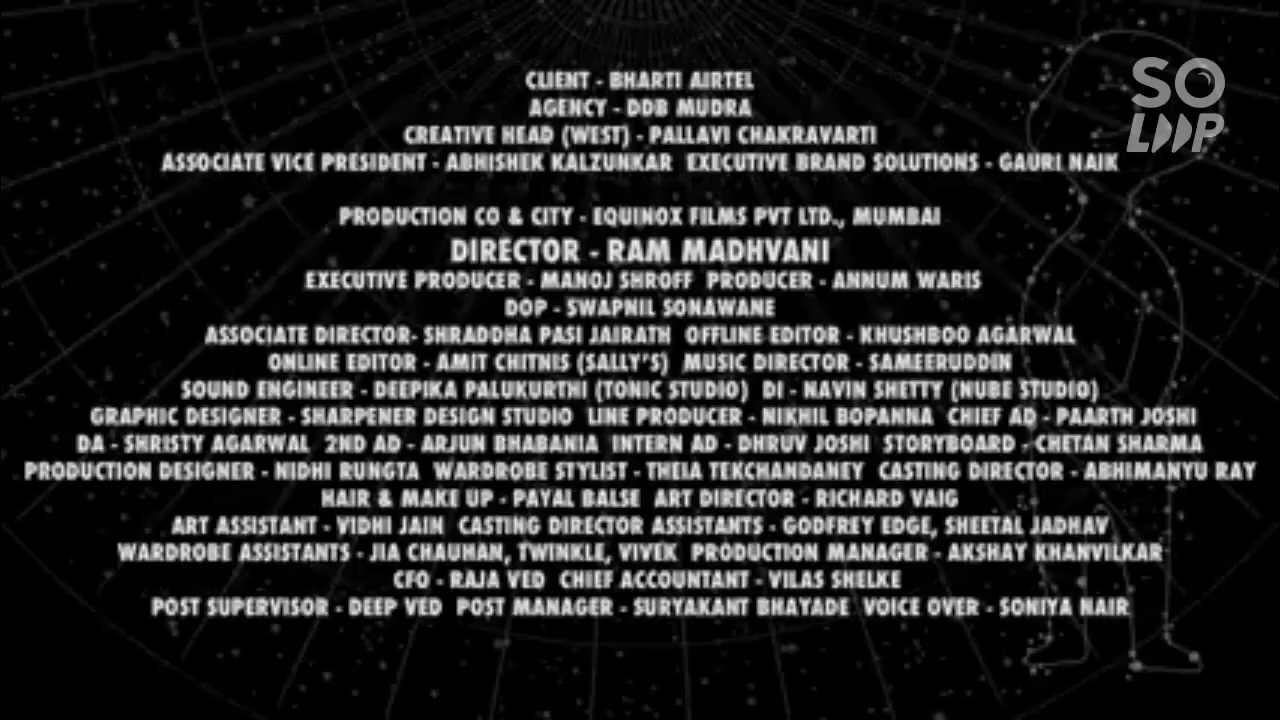 SO
LOOP
CLIENT - BHARTI AIRTEL
AGENCY - DDB MUDRA
CREATIVE HEAD (WEST) - PALLAVI CHAKRAVARTI
ASSOCIATE VICE PRESIDENT - ABHISHEK KALZUNKAR EXECUTIVE BRAND SOLUTIONS - GAURI NAIK
PRODUCTION CO & CITY - EQUINOX FILMS PVT LTD., MUMBAI
DIRECTOR - RAM MADHVANI
EXECUTIVE PRODUCER - MANOJ SHROFF PRODUCER - ANNUM WARIS
DOP - SWAPNIL SONAWANE
ASSOCIATE DIRECTOR- SHRADDHA PASI JAIRATH OFFLINE EDITOR - KHUSHBOO AGARWAL
ONLINE EDITOR - AMIT CHITNIS (SALLY'S) MUSIC DIRECTOR - SAMEERUDDIN
SOUND ENGINEER - DEEPIKA PALUKURTHI (TONIC STUDIO) DI - NAVIN SHETTY (NUBE STUDIO)
GRAPHIC DESIGNER - SHARPENER DESIGN STUDIO LINE PRODUCER - NIKHIL BOPANNA CHIEF AD - PAARTH JOSHI
DA - SHRISTY AGARWAL 2ND AD - ARJUN BHABANIA INTERN AD - DHRUV JOSHI STORYBOARD - CHETAN SHARMA
PRODUCTION DESIGNER - NIDHI RUNGTA WARDROBE STYLIST - THEIA TEKCHANDANEY CASTING DIRECTOR - ABHIMANYU RAY
HAIR & MAKE UP - PAYAL BALSE ART DIRECTOR - RICHARD VAIG
ART ASSISTANT - VIDHI JAIN CASTING DIRECTOR ASSISTANTS - GODFREY EDGE, SHEETAL JADHAV
WARDROBE ASSISTANTS - JIA CHAUHAN, TWINKLE, VIVEK PRODUCTION MANAGER - AKSHAY KHANVILKAR
CFO - RAJA VED CHIEF ACCOUNTANT - VILAS SHELKE
POST SUPERVISOR - DEEP VED POST MANAGER - SURYAKANT BHAYADE VOICE OVER - SONIYA NAIR